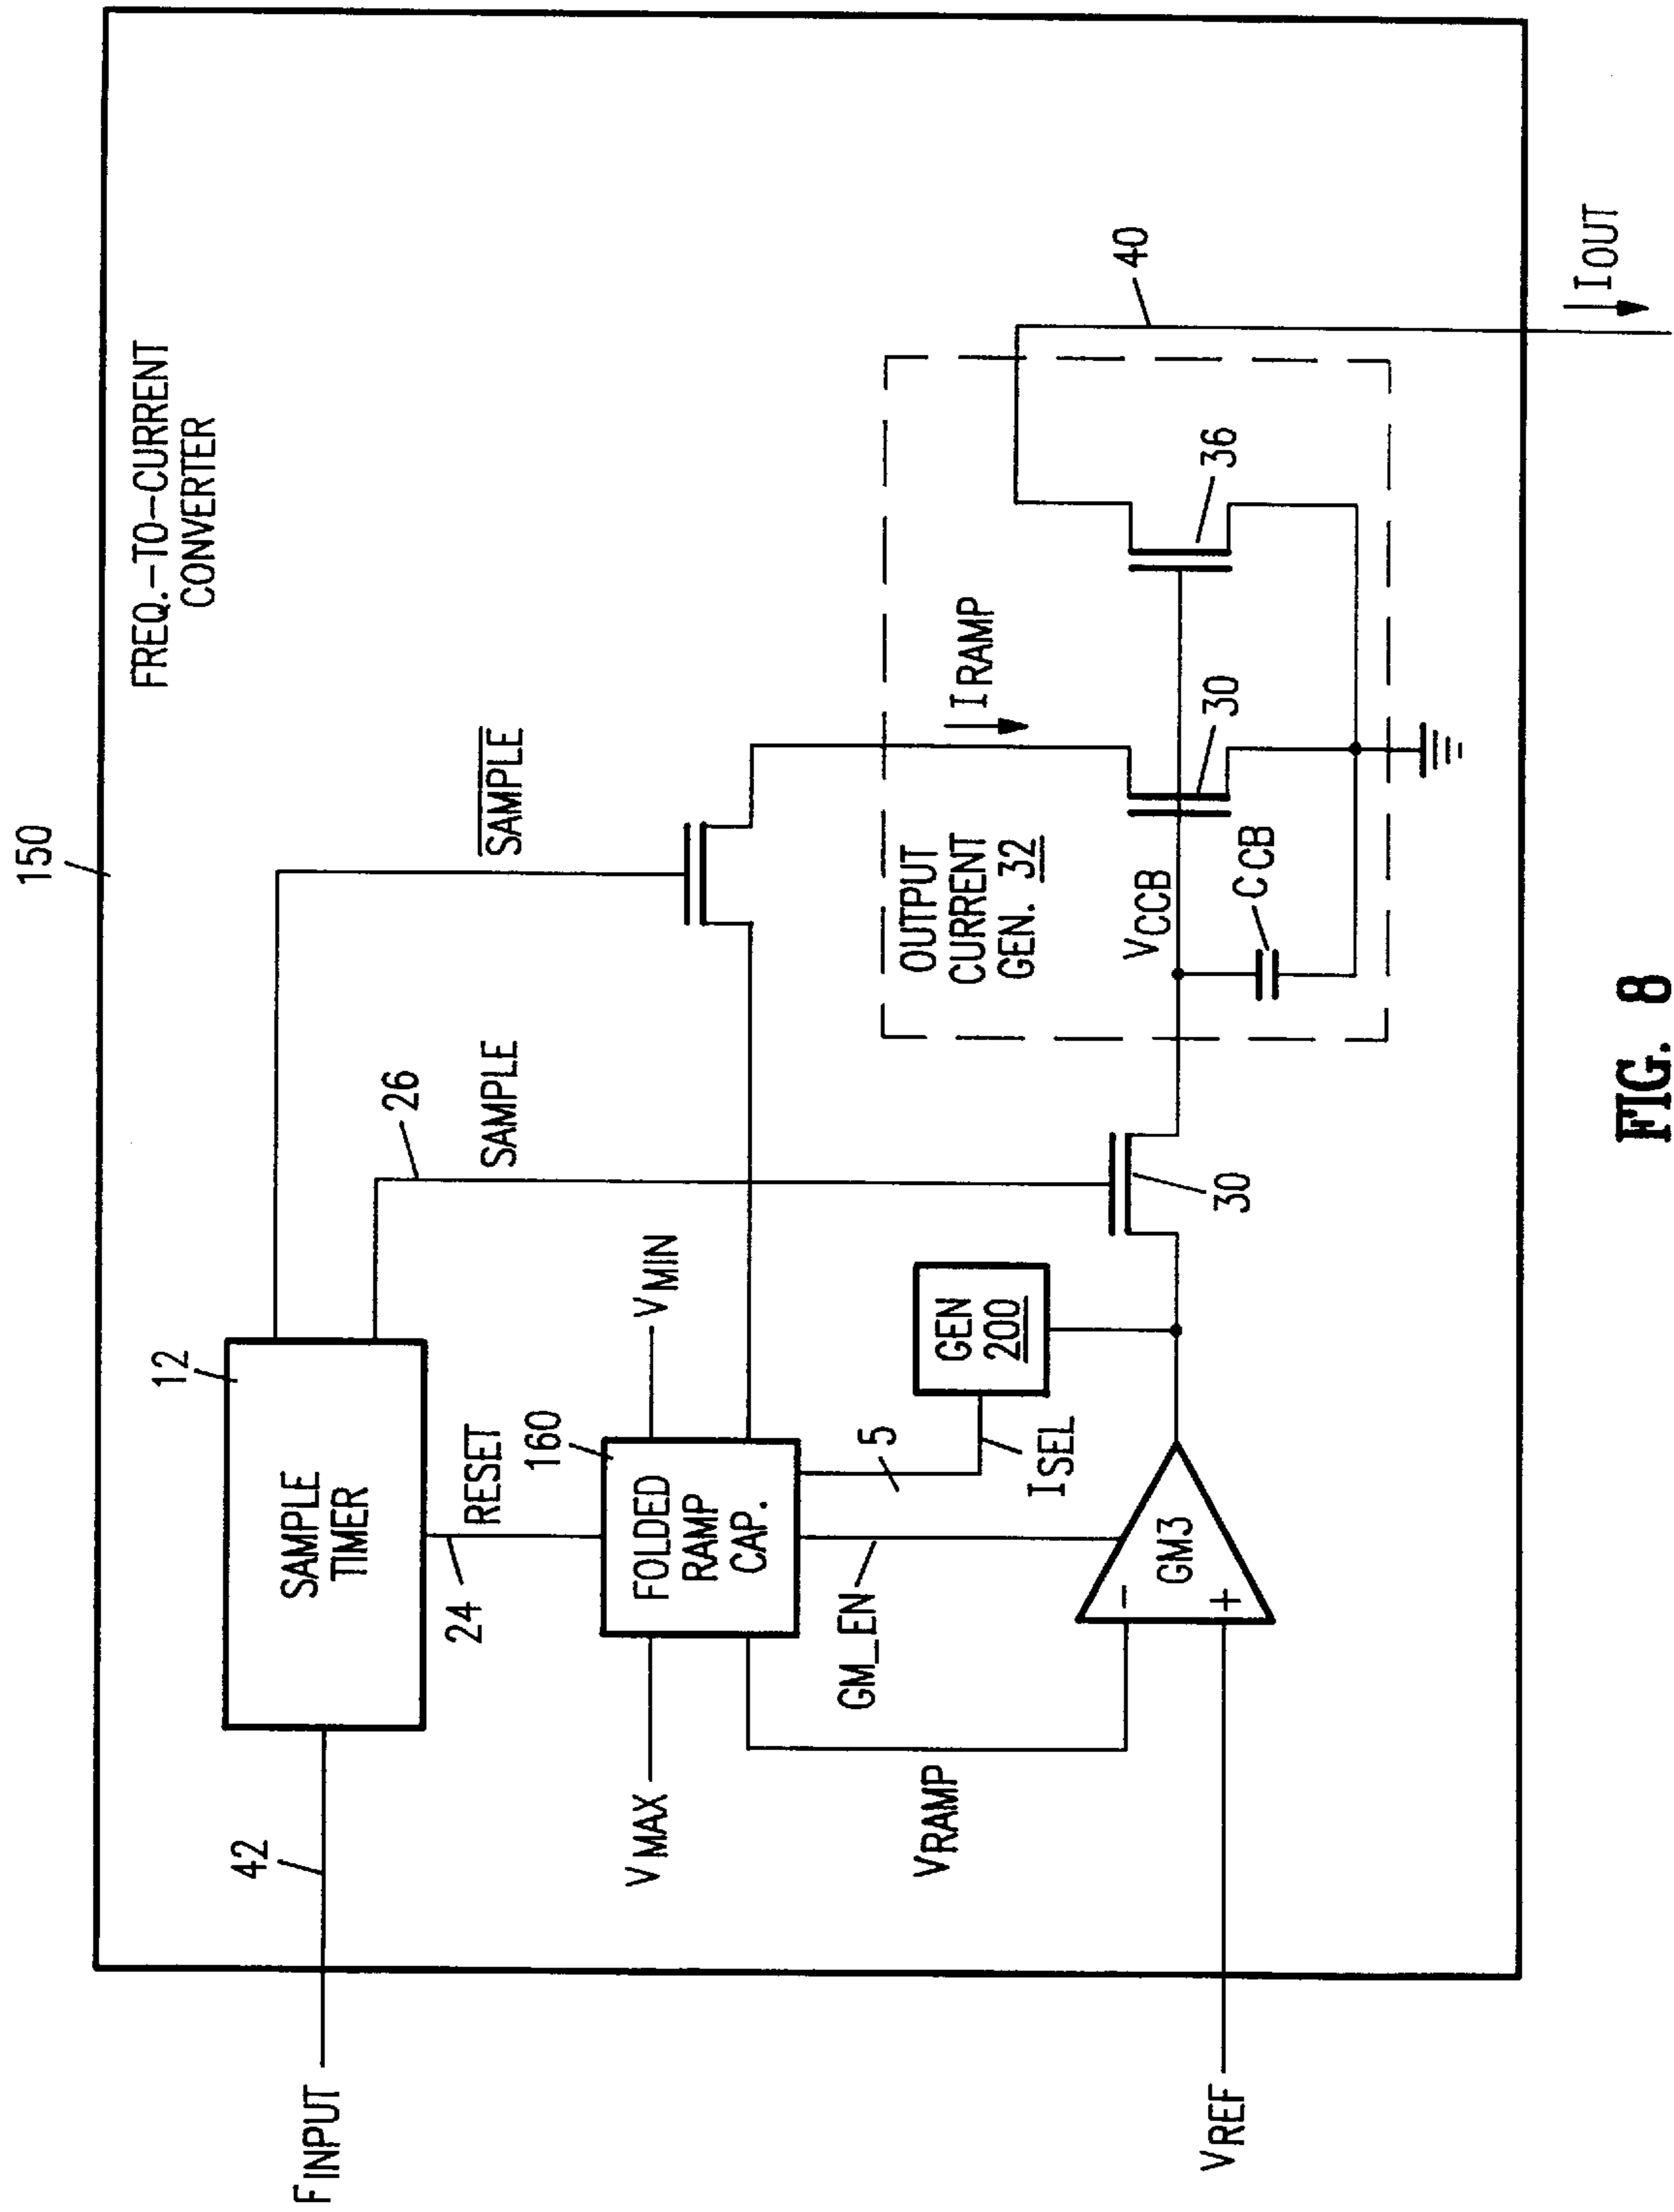 150
FREQ.-TO-CURRENT
CONVERTER
FINPUT
42
12
SAMPLE
TIMER
SAMPLE
26
SAMPLE
24
RESET
VMAX
160
FOLDED
RAMP
CAP.
VMIN
5
ISEL
GEN
200
GM_EN
VRAMP
VREF
-
+
GM3
30
OUTPUT
CURRENT
GEN. 32
VCCB
CCB
IRAMP
30
36
40
IOUT
FIG. 8